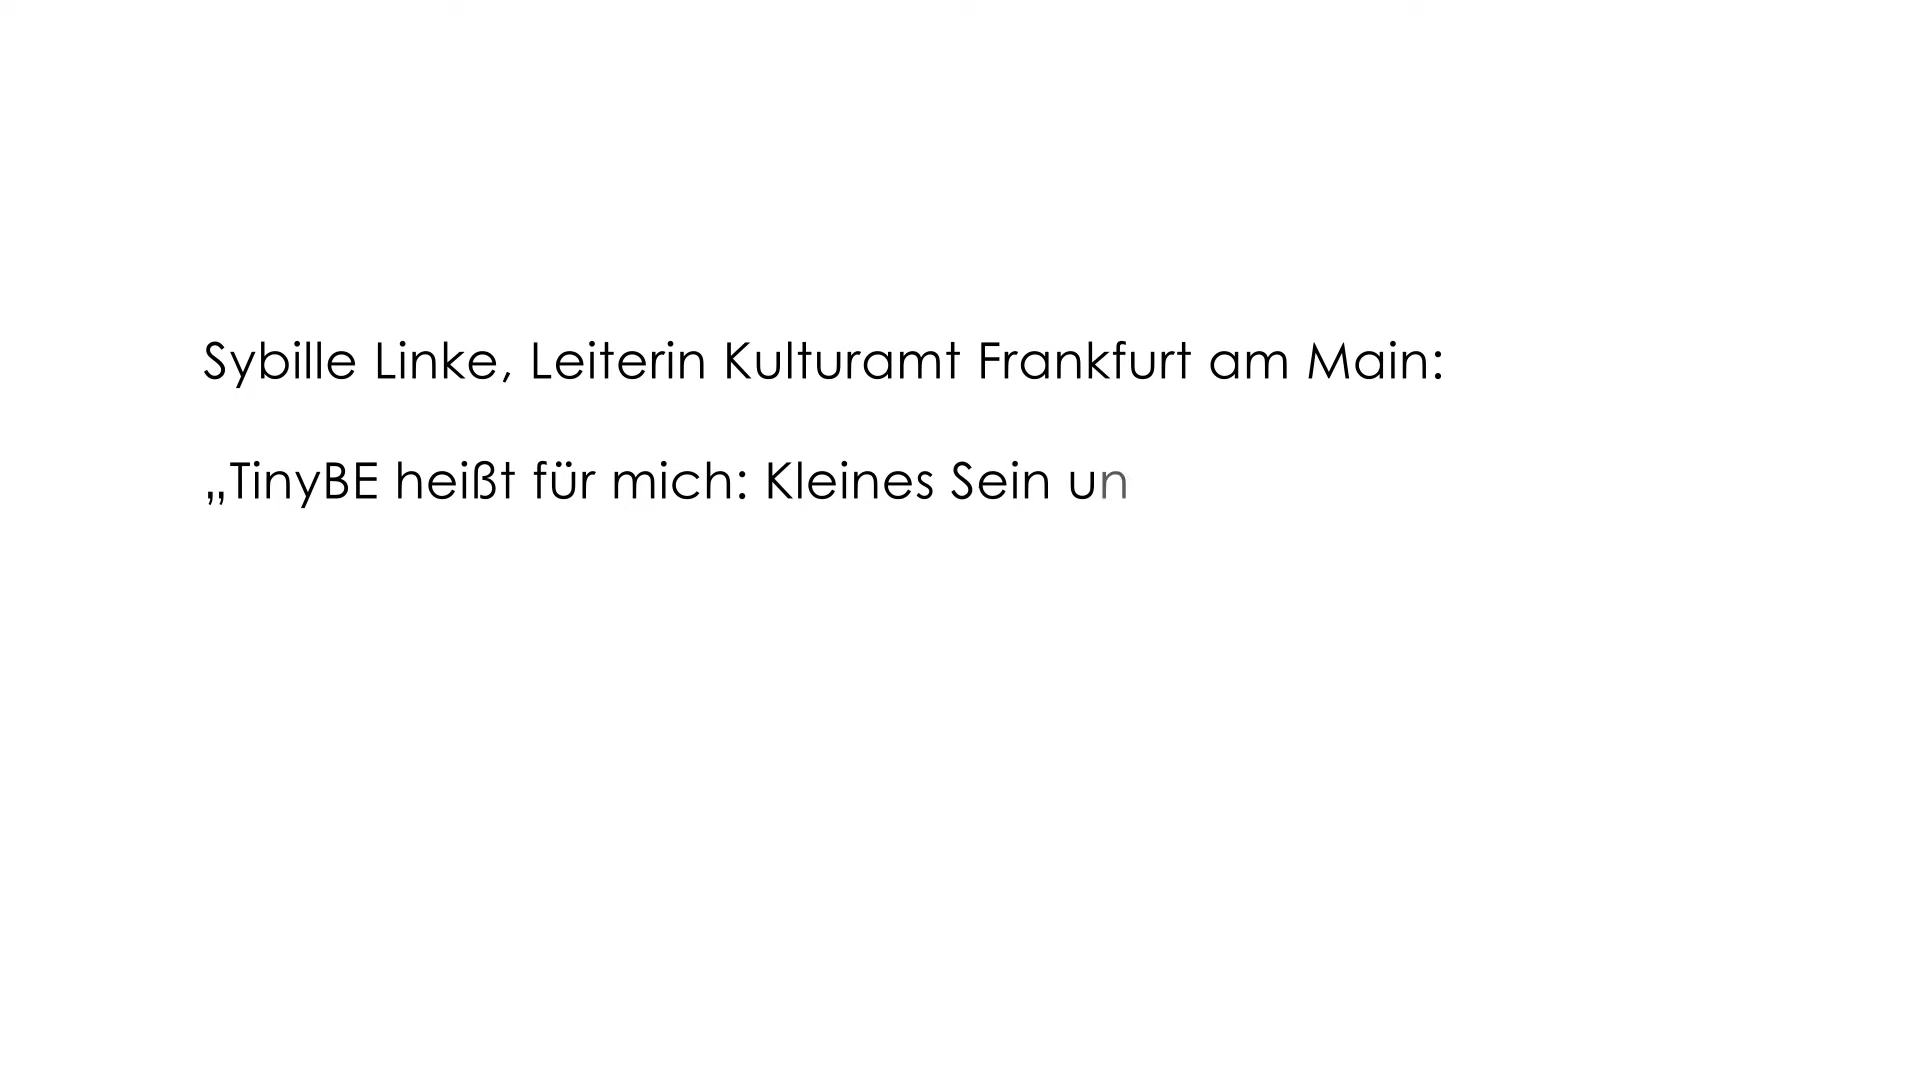 Sybille Linke, Leiterin Kulturamt Frankfurt am Main:
„TinyBE heißt für mich: Kleines Sein un